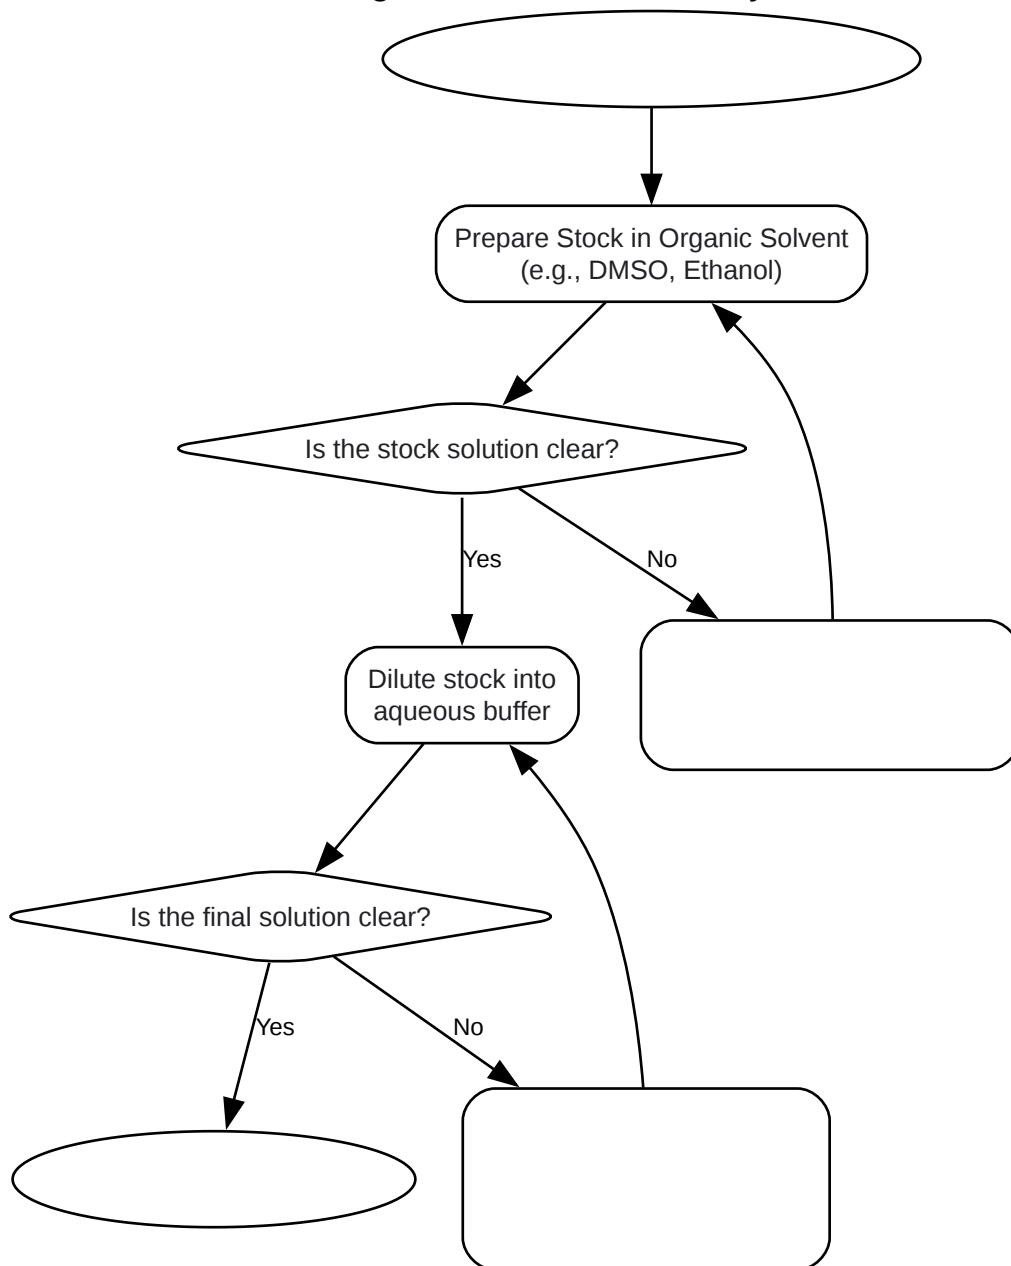 Prepare Stock in Organic Solvent
(e.g., DMSO, Ethanol)
Is the stock solution clear?
Yes
No
Dilute stock into
aqueous buffer
Is the final solution clear?
Yes
No